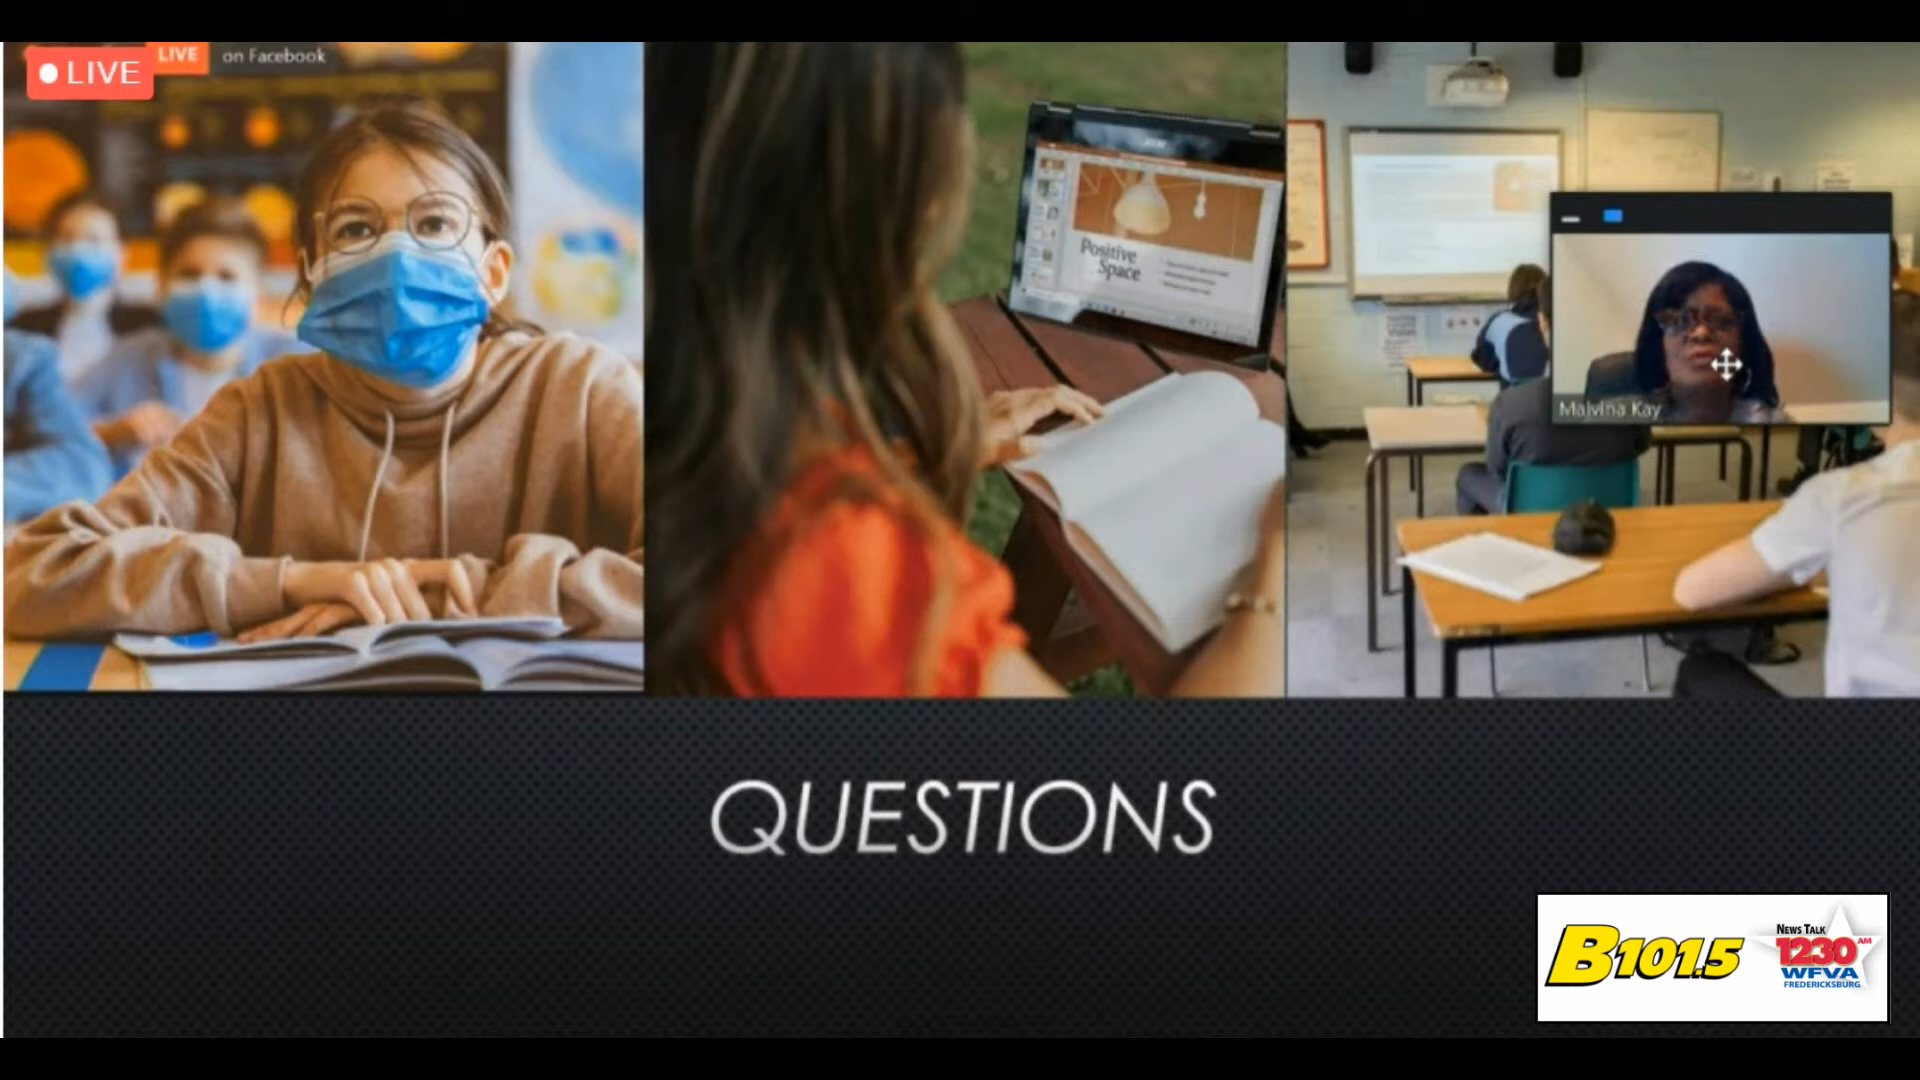 LIVE
LIVE on Facebook
Positive
Space
Malvina Kay
QUESTIONS
B101.5
NEWS TALK
1230 AM
WFVA
FREDERICKSBURG